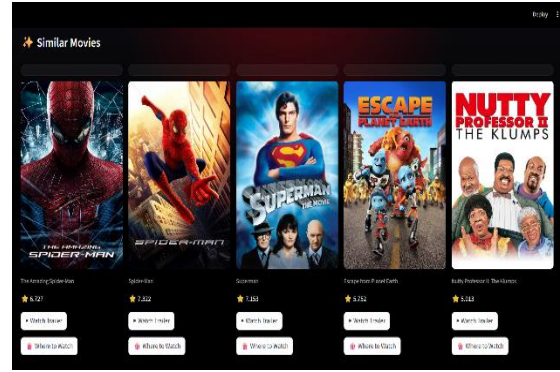 Deploy
✨ Similar Movies
THE AMAZING
SPIDER-MAN
SPIDER-MAN
SUPERMAN
THE MOVIE
ESCAPE
FROM
PLANET EARTH
NUTTY
PROFESSOR II
THE KLUMPS
The Amazing Spider-Man
Spider-Man
Superman
Escape from Planet Earth
Nutty Professor II: The Klumps
⭐ 6.727
⭐ 7.322
⭐ 7.153
⭐ 5.752
⭐ 5.013
Watch Trailer
Watch Trailer
Watch Trailer
Watch Trailer
Watch Trailer
Where to Watch
Where to Watch
Where to Watch
Where to Watch
Where to Watch